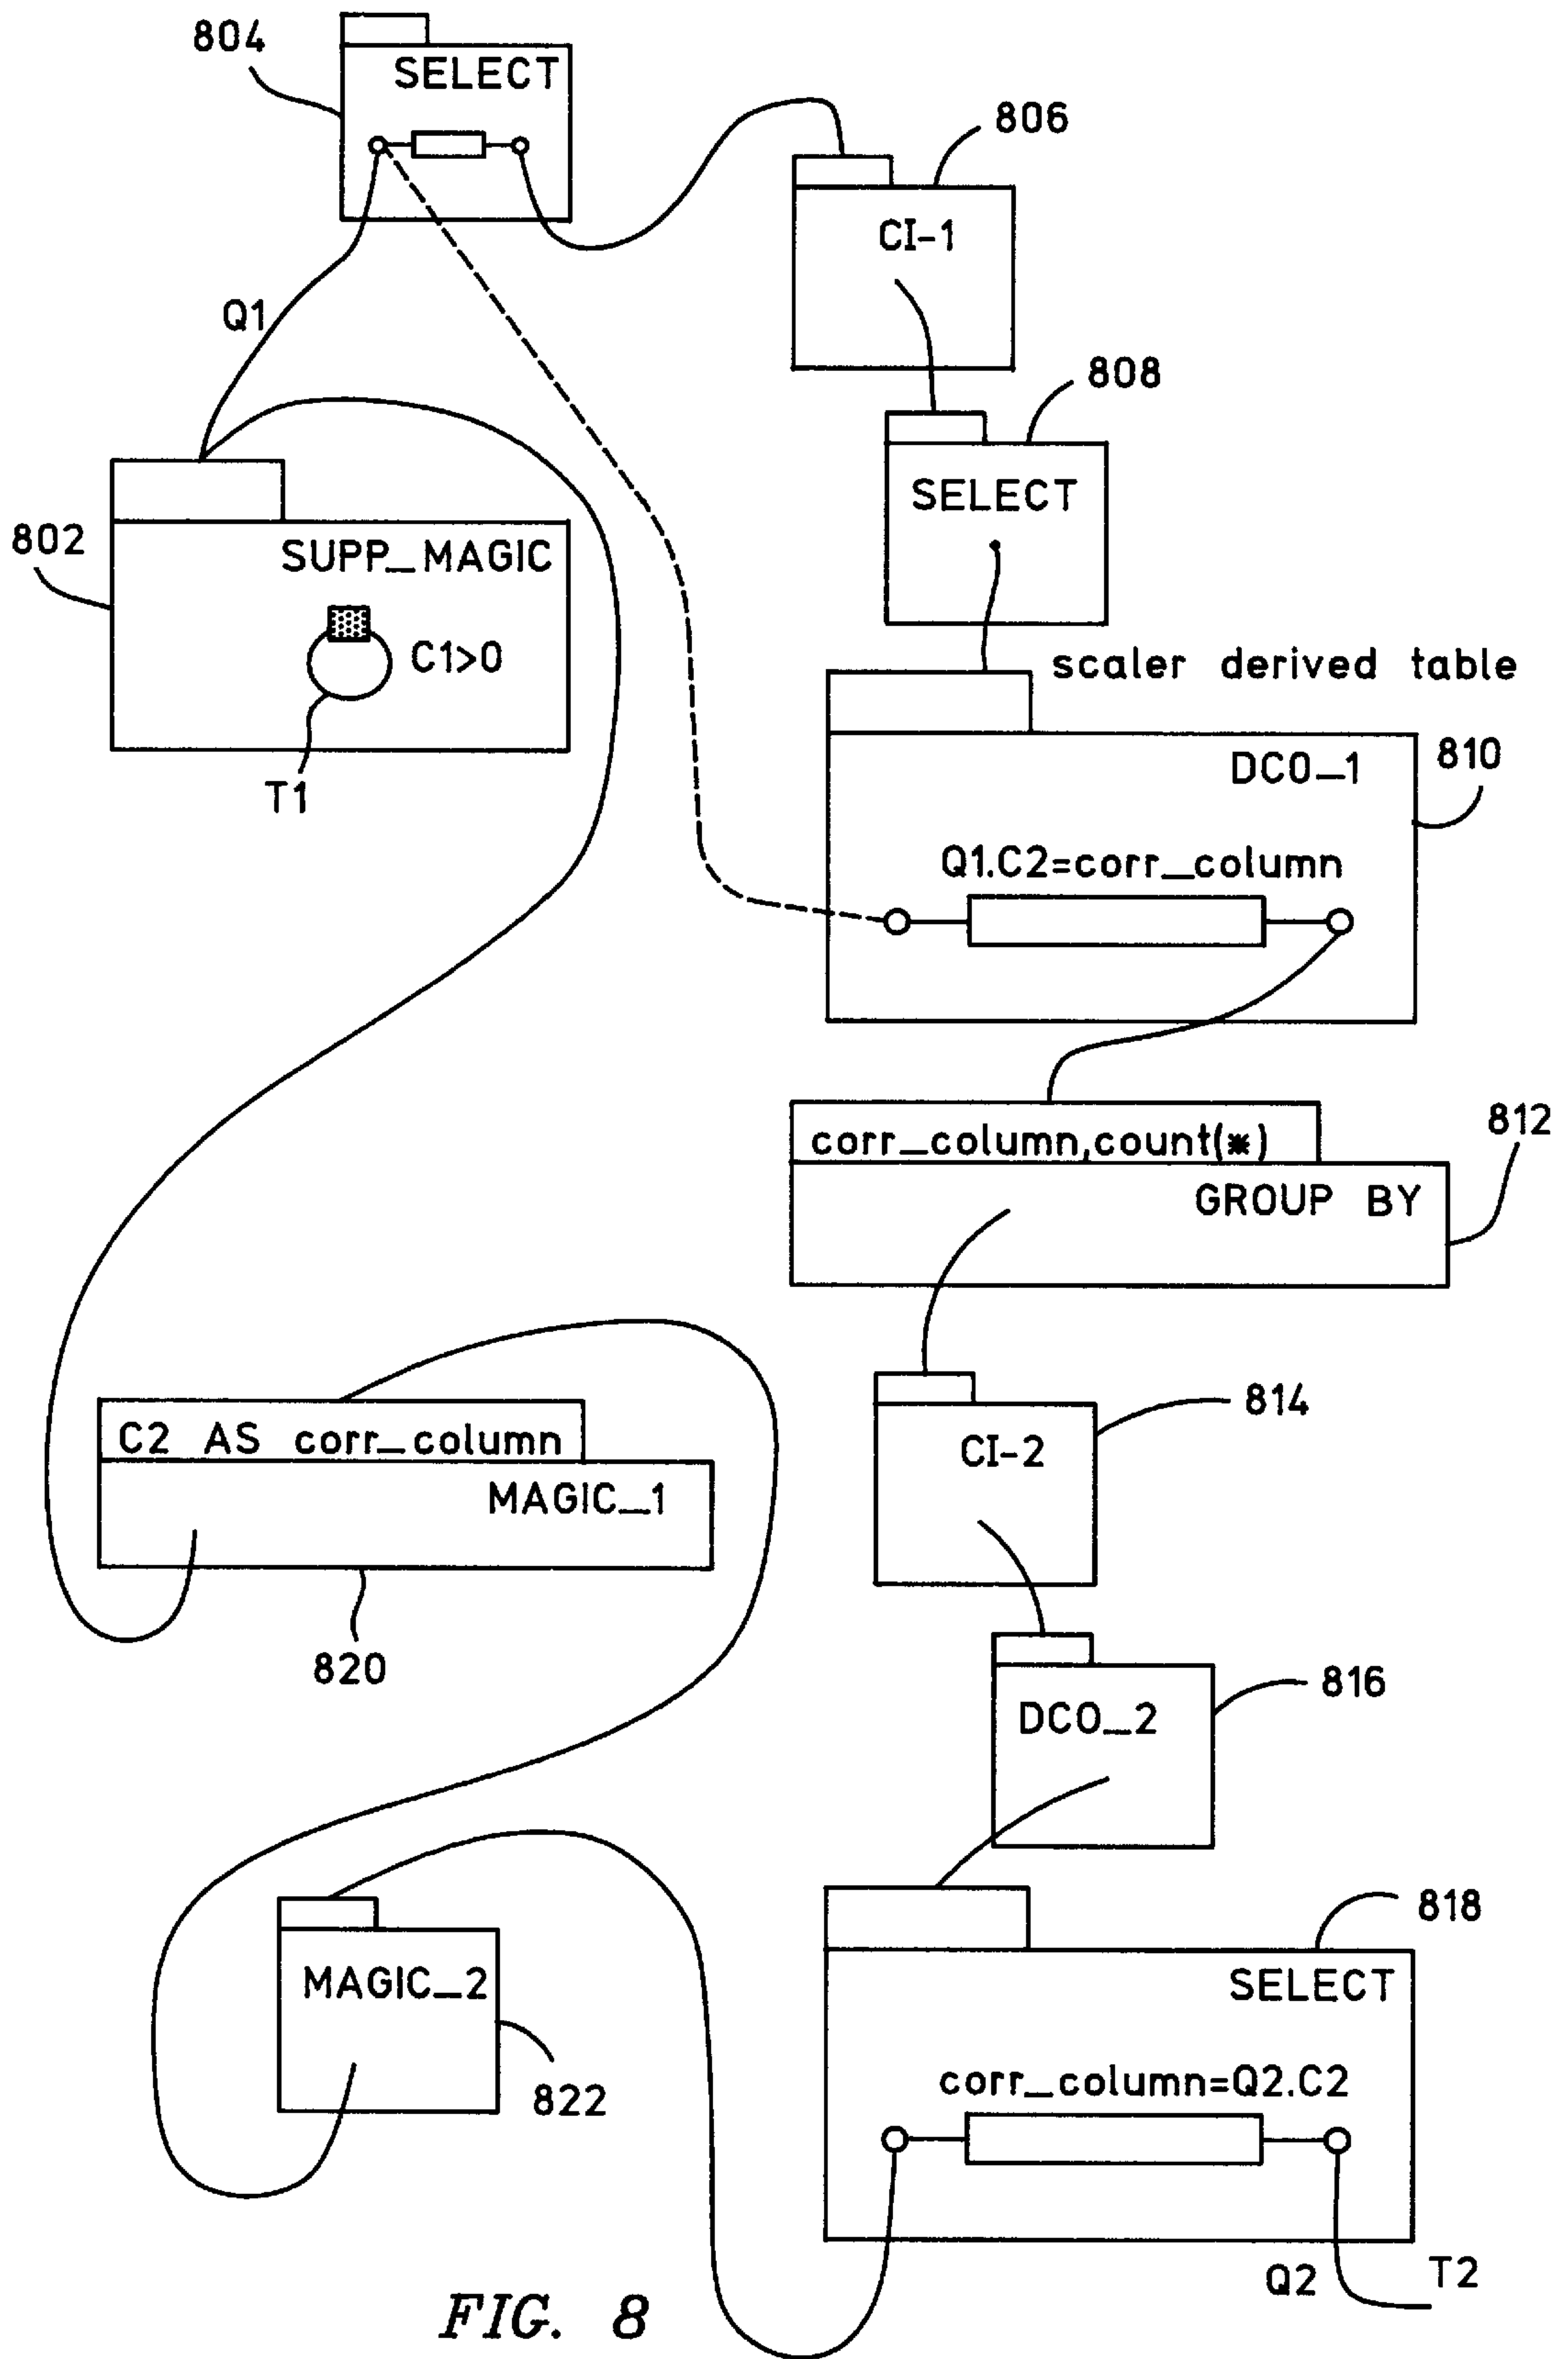 804
SELECT
806
CI-1
Q1
808
SELECT
802
SUPP_MAGIC
C1>0
T1
scaler derived table
DCO_1
810
Q1.C2=corr_column
corr_column,count(*)
812
GROUP BY
814
CI-2
C2 AS corr_column
MAGIC_1
820
816
DCO_2
818
SELECT
MAGIC_2
822
corr_column=Q2.C2
Q2
T2
FIG. 8